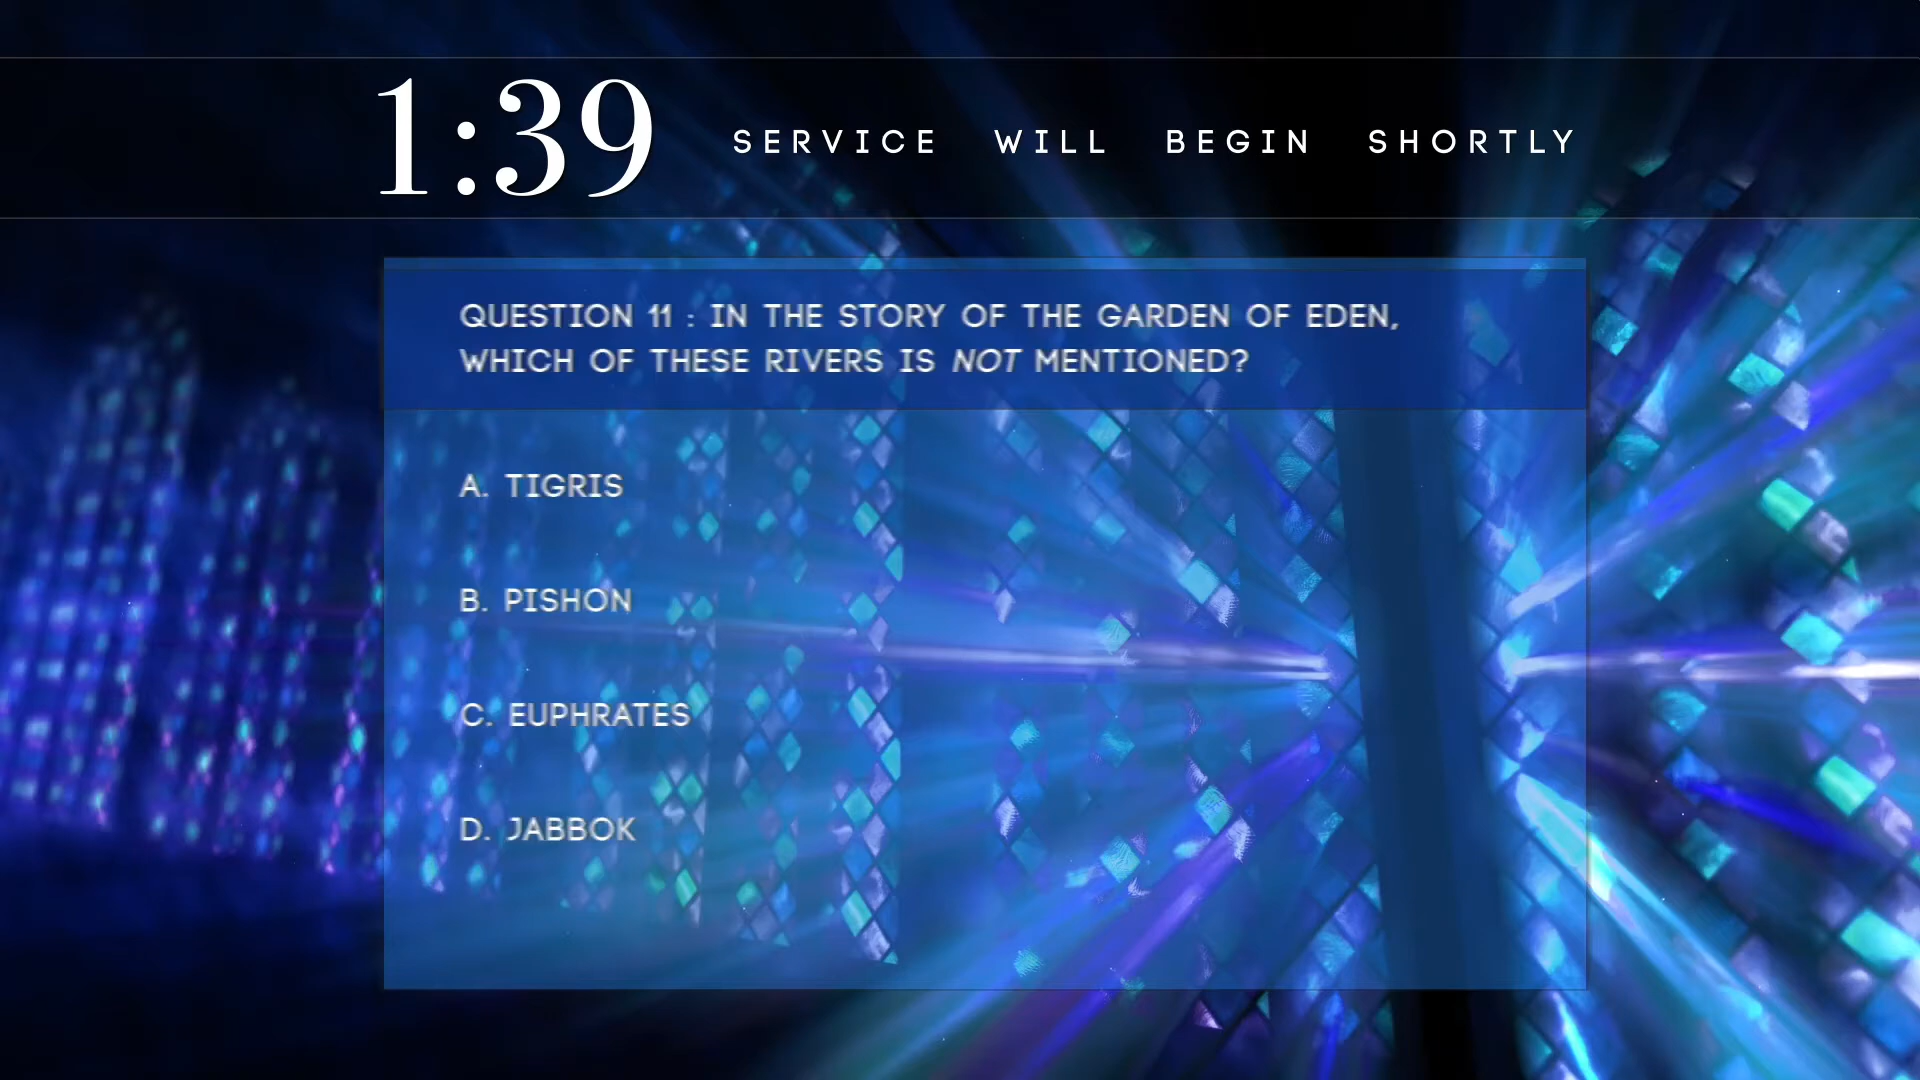 1:39 SERVICE WILL BEGIN SHORTLY
QUESTION 11 : IN THE STORY OF THE GARDEN OF EDEN,
WHICH OF THESE RIVERS IS NOT MENTIONED?
A. TIGRIS
B. PISHON
C. EUPHRATES
D. JABBOK